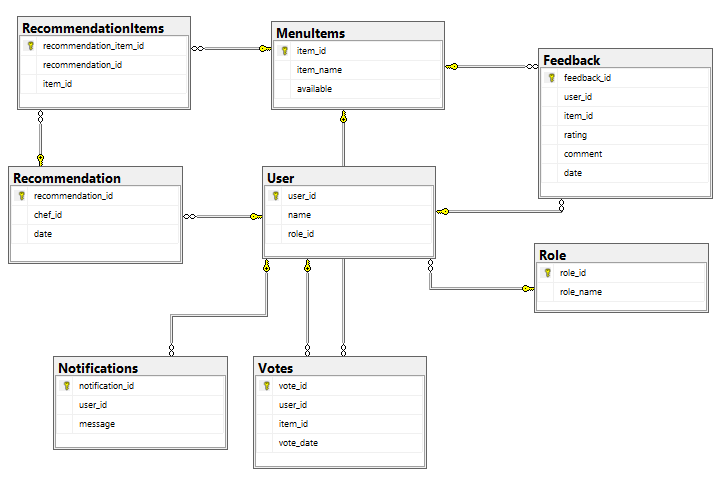 RecommendationItems
recommendation_item_id
recommendation_id
item_id
MenuItems
item_id
item_name
available
Feedback
feedback_id
user_id
item_id
rating
comment
date
Recommendation
recommendation_id
chef_id
date
User
user_id
name
role_id
Role
role_id
role_name
Notifications
notification_id
user_id
message
Votes
vote_id
user_id
item_id
vote_date